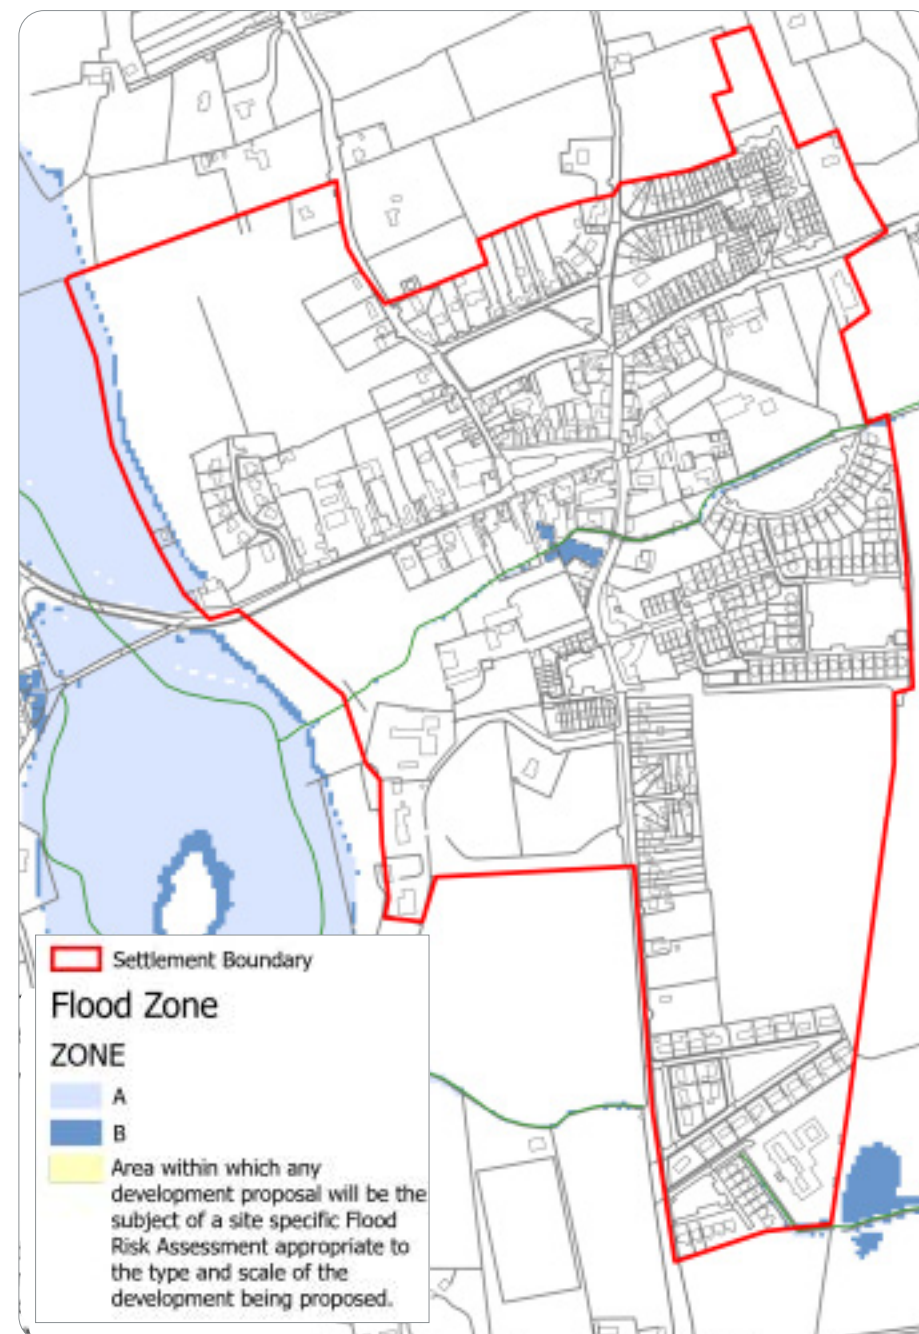 Settlement Boundary
Flood Zone
ZONE
A
B
Area within which any
development proposal will be the
subject of a site specific Flood
Risk Assessment appropriate to
the type and scale of the
development being proposed.